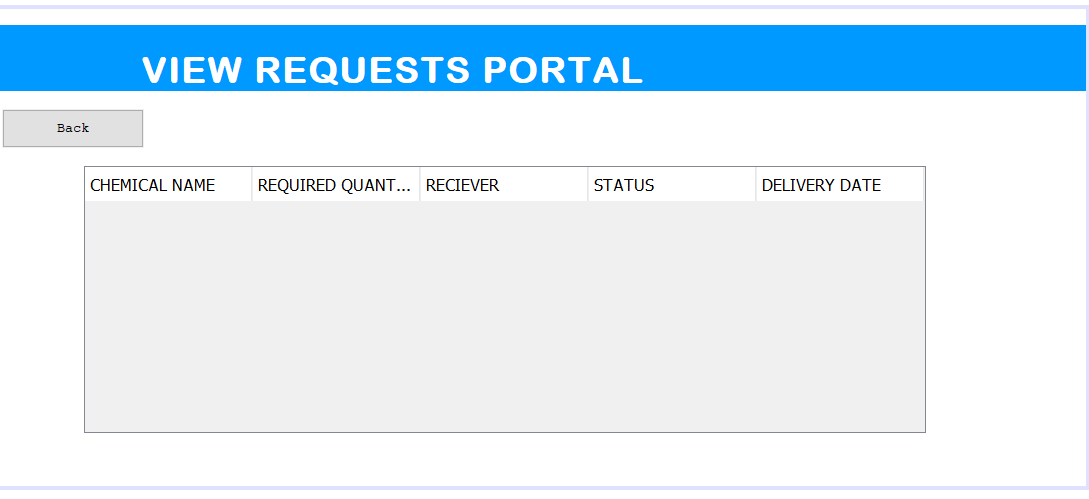 VIEW REQUESTS PORTAL
Back
CHEMICAL NAME REQUIRED QUANT... RECIEVER STATUS DELIVERY DATE